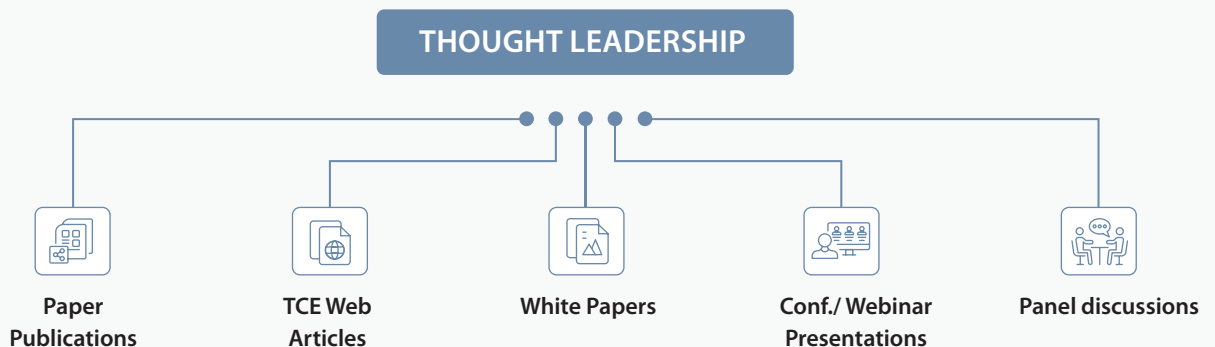 THOUGHT LEADERSHIP
Paper
Publications
TCE Web
Articles
White Papers
Conf./ Webinar
Presentations
Panel discussions